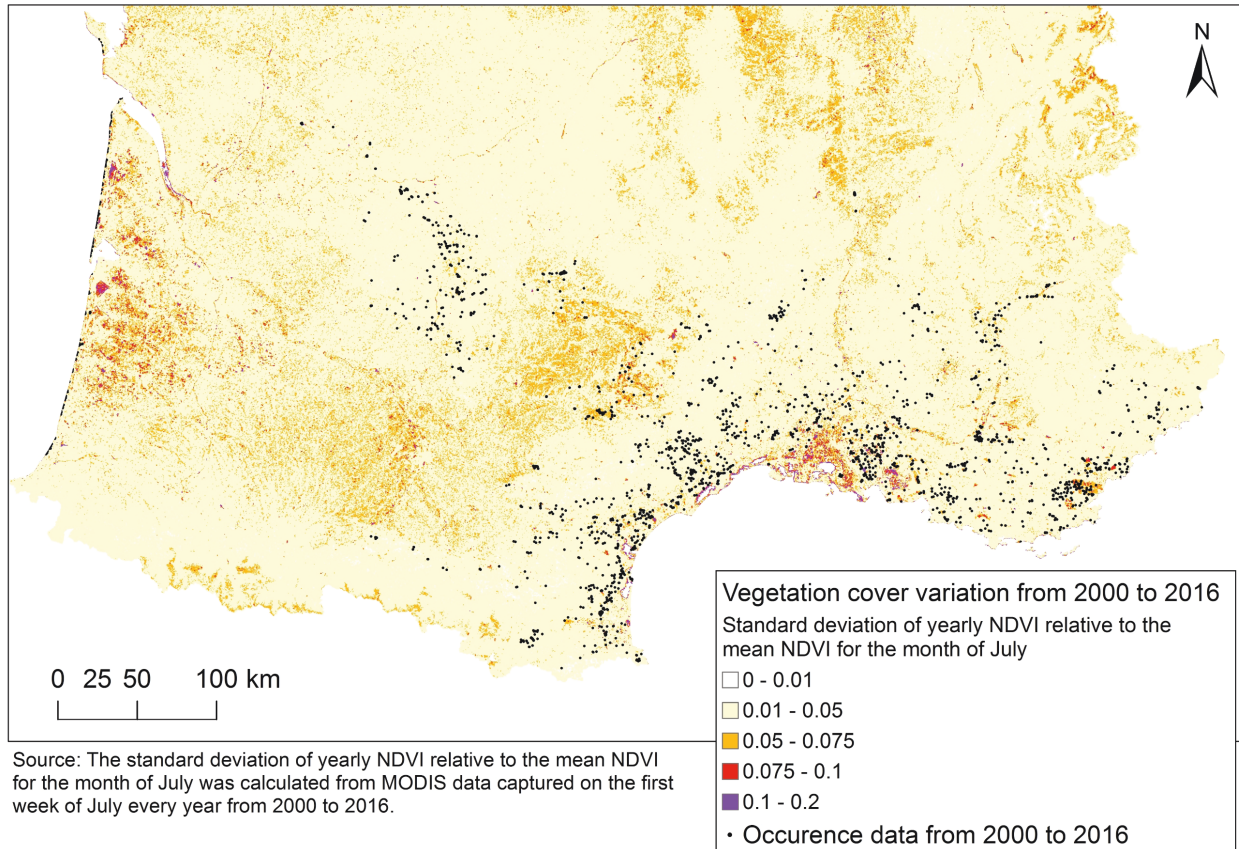 N
0 25 50 100 km
Vegetation cover variation from 2000 to 2016
Standard deviation of yearly NDVI relative to the
mean NDVI for the month of July
0 - 0.01
0.01 - 0.05
0.05 - 0.075
0.075 - 0.1
0.1 - 0.2
• Occurence data from 2000 to 2016
Source: The standard deviation of yearly NDVI relative to the mean NDVI
for the month of July was calculated from MODIS data captured on the first
week of July every year from 2000 to 2016.